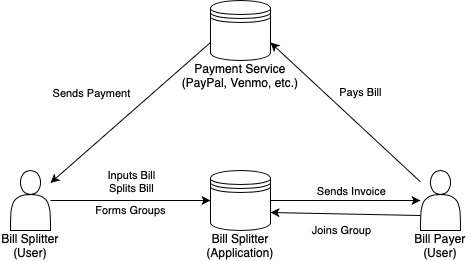 Payment Service
(PayPal, Venmo, etc.)
Sends Payment
Pays Bill
Inputs Bill
Splits Bill
Forms Groups
Sends Invoice
Joins Group
Bill Splitter
(User)
Bill Splitter
(Application)
Bill Payer
(User)